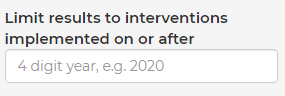 Limit results to interventions
implemented on or after
4 digit year, e.g. 2020